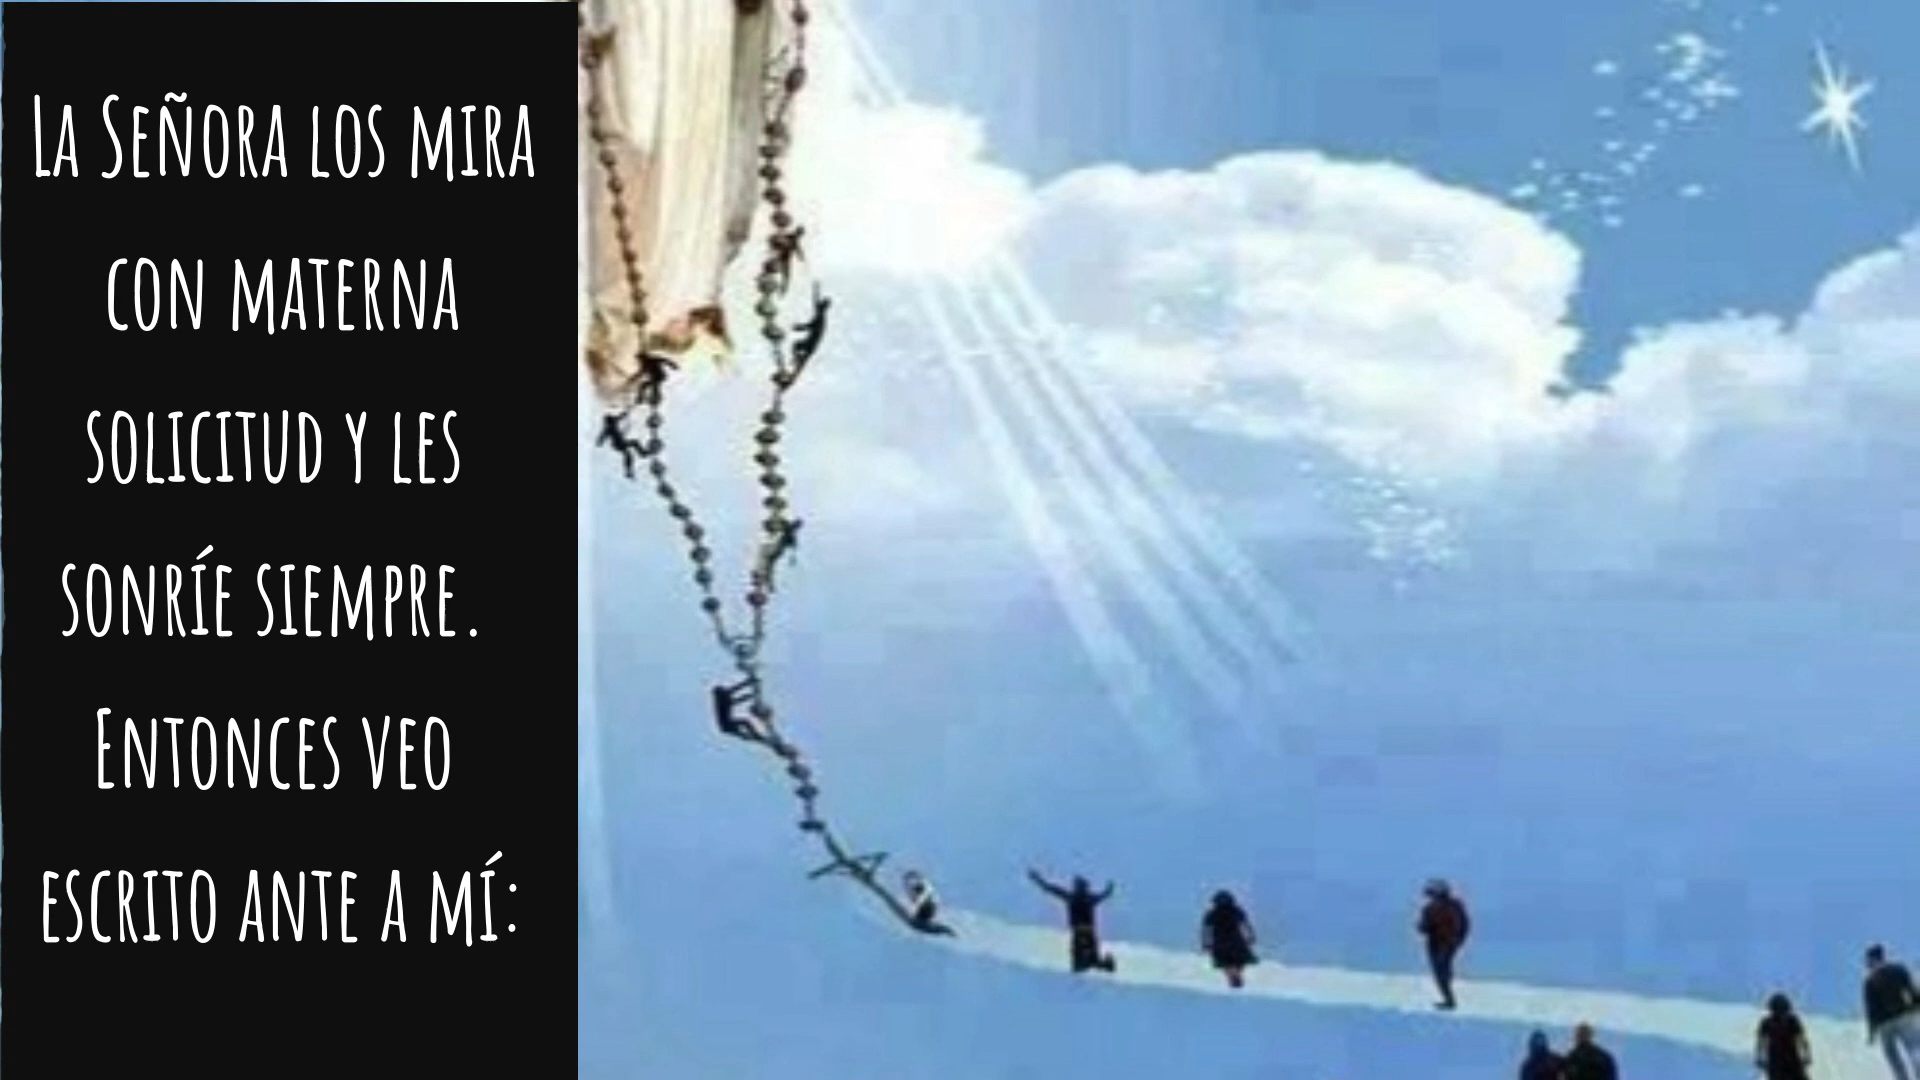 La Señora los mira
con materna
solicitud y les
sonríe siempre.
Entonces veo
escrito ante a mí: